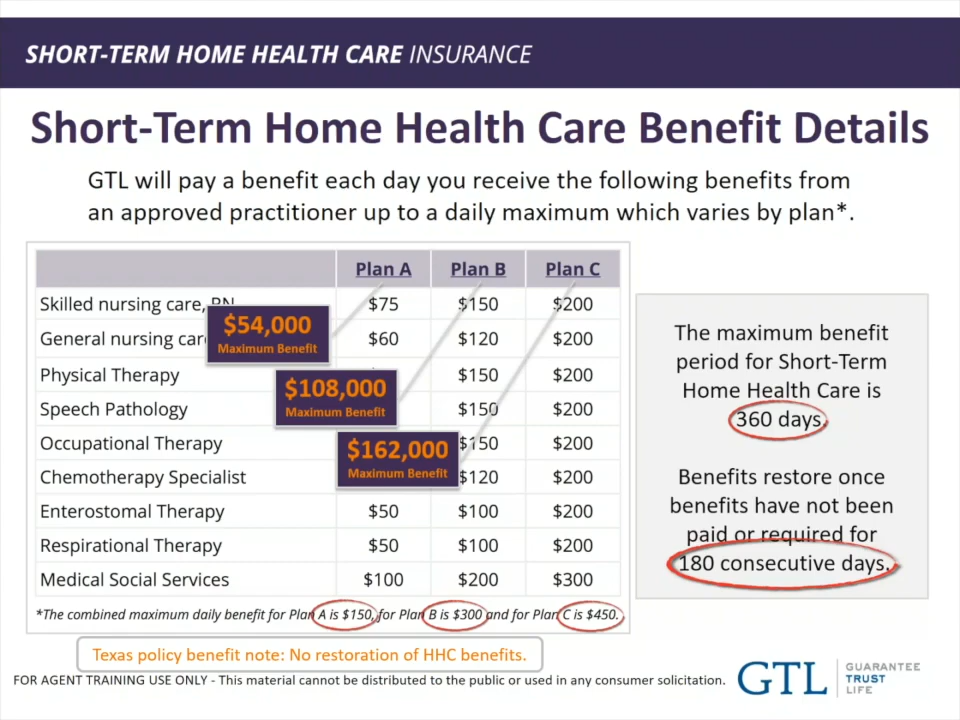 SHORT-TERM HOME HEALTH CARE INSURANCE
Short-Term Home Health Care Benefit Details
GTL will pay a benefit each day you receive the following benefits from
an approved practitioner up to a daily maximum which varies by plan*.
Plan A Plan B Plan C
Skilled nursing care, RN $75 $150 $200
General nursing $60 $120 $200
$54,000
Maximum Benefit
Physical Therapy $150 $200
Speech Pathology $150 $200
$108,000
Maximum Benefit
Occupational Therapy $150 $200
Chemotherapy Specialist $120 $200
$162,000
Maximum Benefit
Enterostomal Therapy $50 $100 $200
Respirational Therapy $50 $100 $200
Medical Social Services $100 $200 $300
*The combined maximum daily benefit for Plan A is $150, for Plan B is $300 and for Plan C is $450.
The maximum benefit
period for Short-Term
Home Health Care is
360 days.
Benefits restore once
benefits have not been
paid or required for
180 consecutive days.
Texas policy benefit note: No restoration of HHC benefits.
FOR AGENT TRAINING USE ONLY - This material cannot be distributed to the public or used in any consumer solicitation.
GTL GUARANTEE
TRUST
LIFE